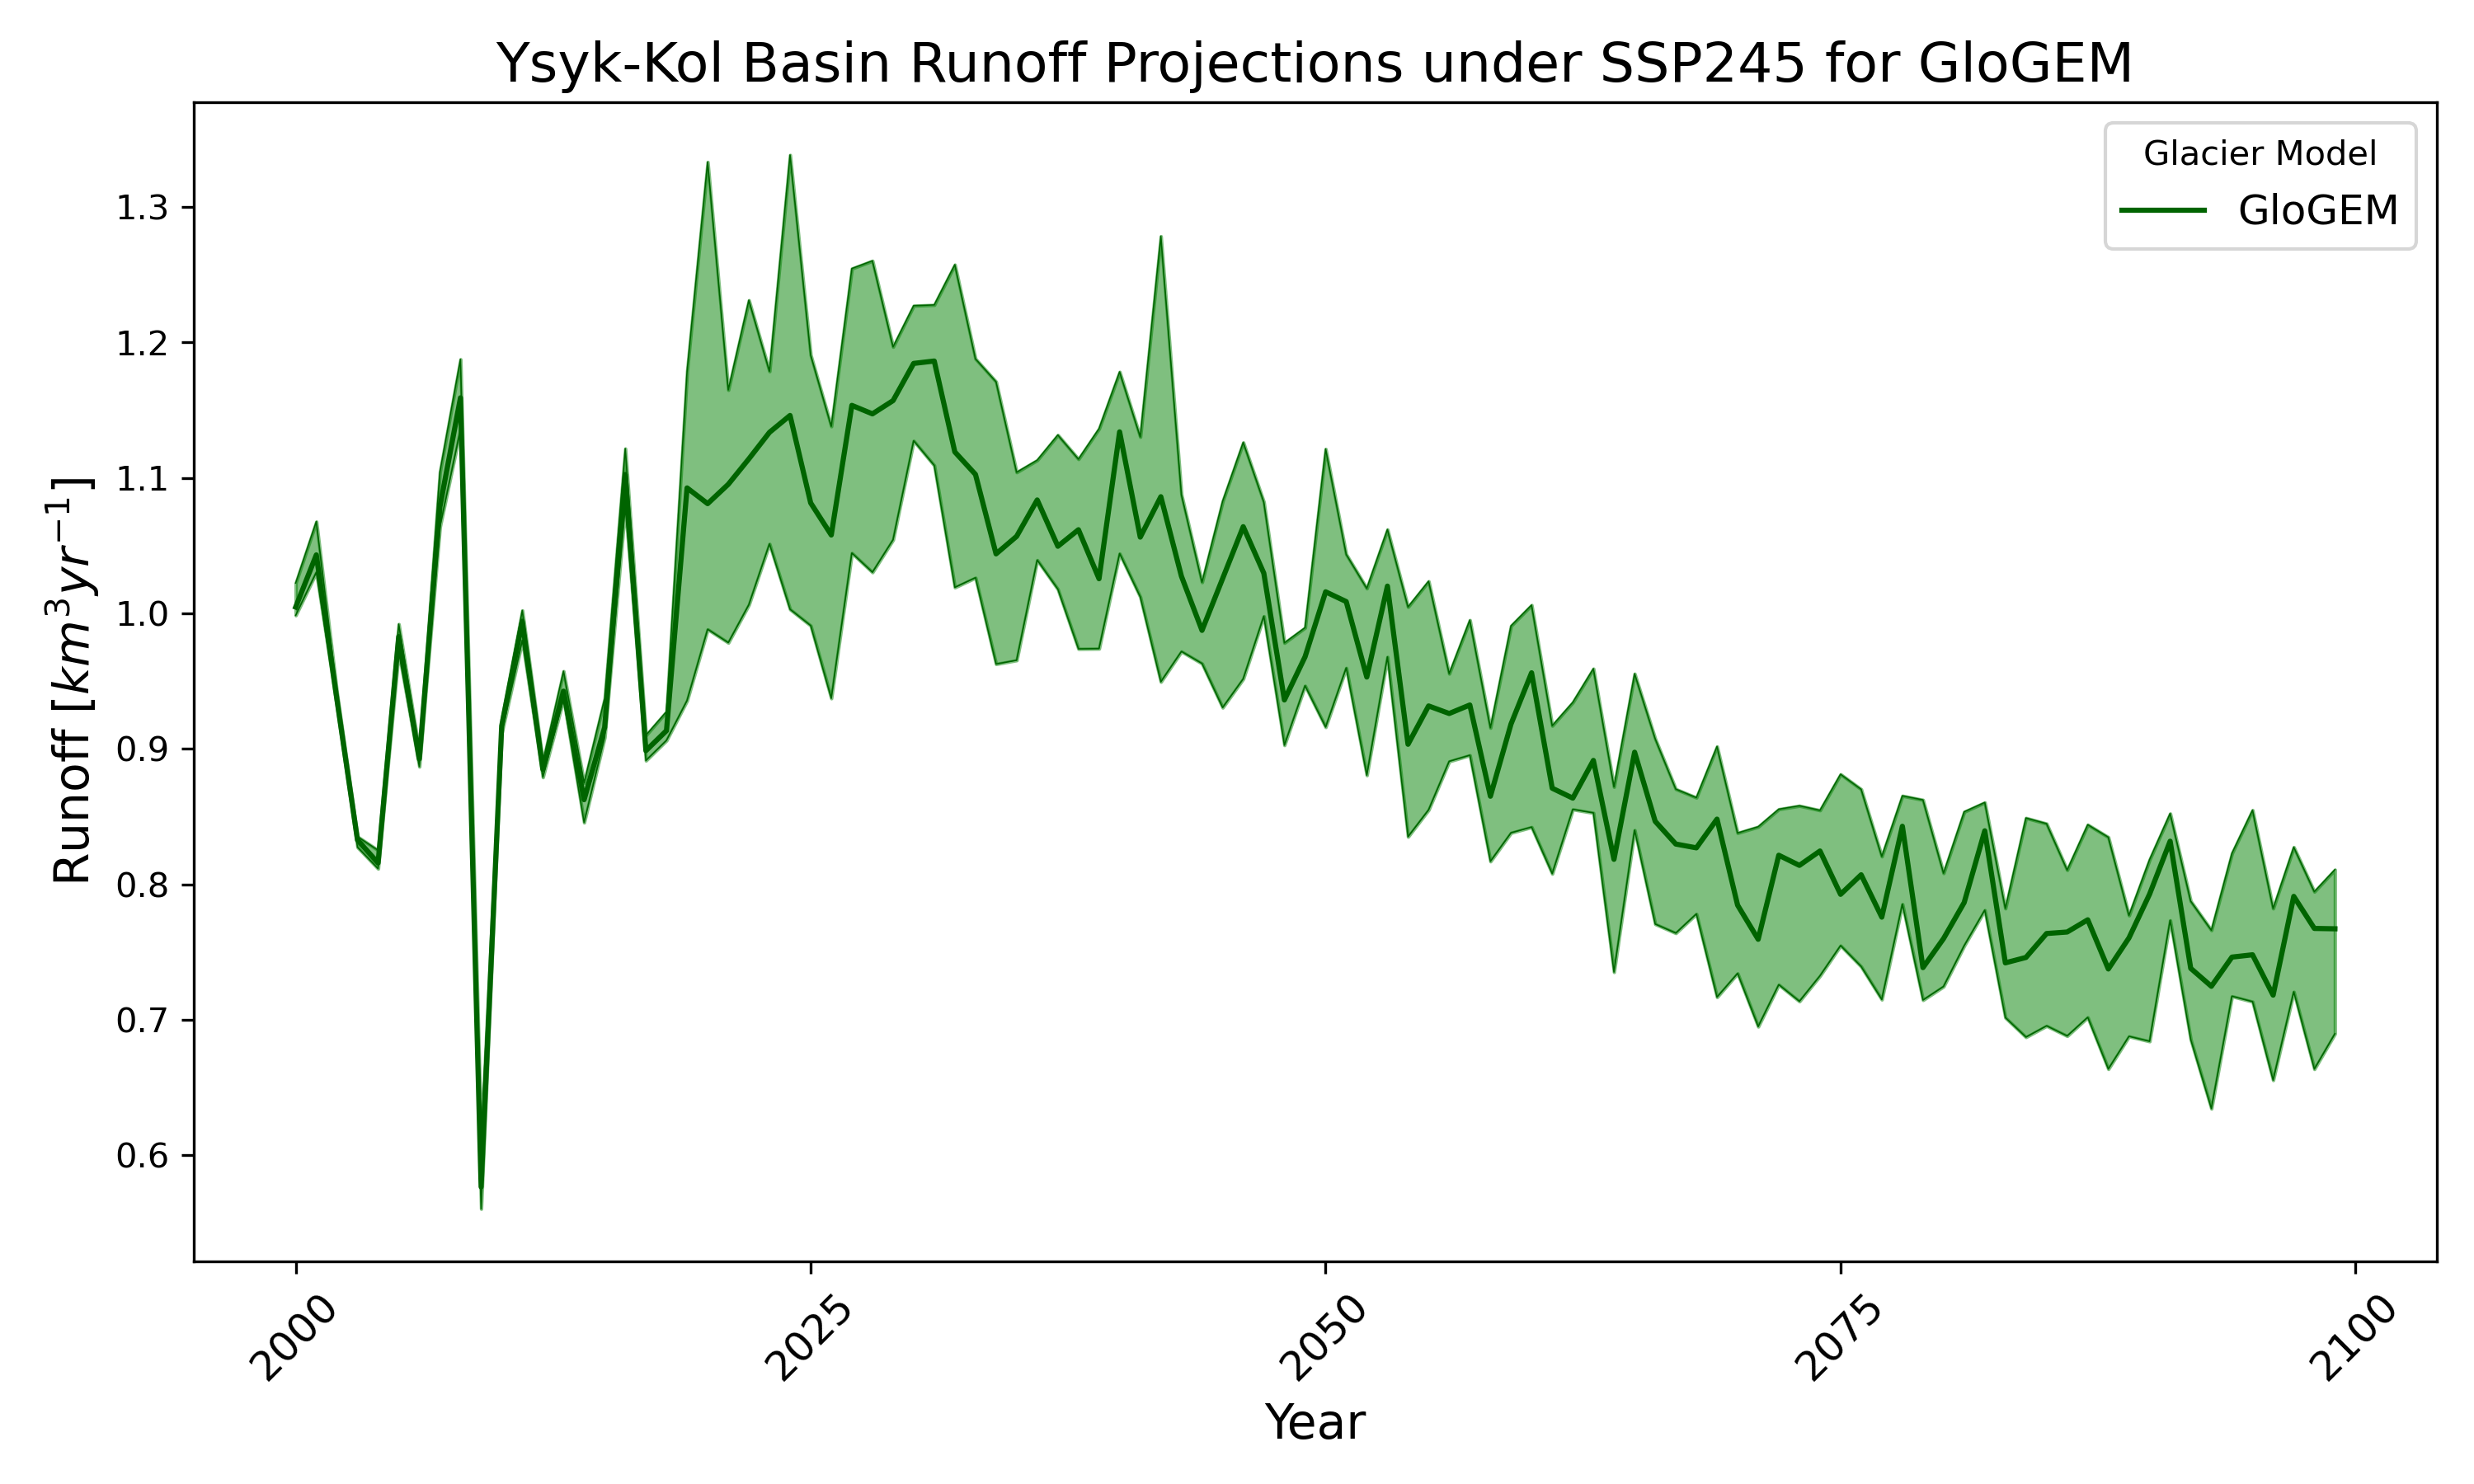 Ysyk-Kol Basin Runoff Projections under SSP245 for GloGEM
Glacier Model
GloGEM
Runoff [km³yr⁻¹]
1.3
1.2
1.1
1.0
0.9
0.8
0.7
0.6
2000
2025
2050
2075
2100
Year